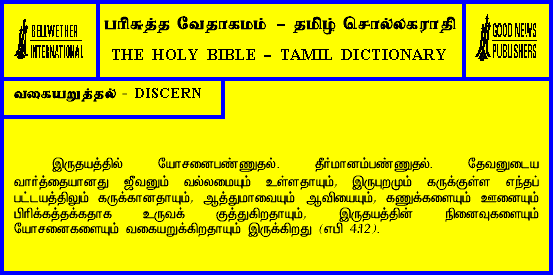 BELLWETHER
INTERNATIONAL
பரிசுத்த வேதாகமம் – தமிழ் சொல்லகராதி
THE HOLY BIBLE – TAMIL DICTIONARY
GOOD NEWS
PUBLISHERS
வகையறுத்தல் - DISCERN
இருதயத்தில் யோசனைபண்ணுதல். தீர்மானம்பண்ணுதல். தேவனுடைய
வார்த்தையானது ஜீவனும் வல்லமையும் உள்ளதாயும், இருபுறமும் கருக்குள்ள எந்தப்
பட்டயத்திலும் கருக்கானதாயும், ஆத்துமாவையும் ஆவியையும், கணுக்களையும் ஊனையும்
பிரிக்கத்தக்கதாக உருவக் குத்துகிறதாயும், இருதயத்தின் நினைவுகளையும்
யோசனைகளையும் வகையறுக்கிறதாயும் இருக்கிறது (எபி 4:12).